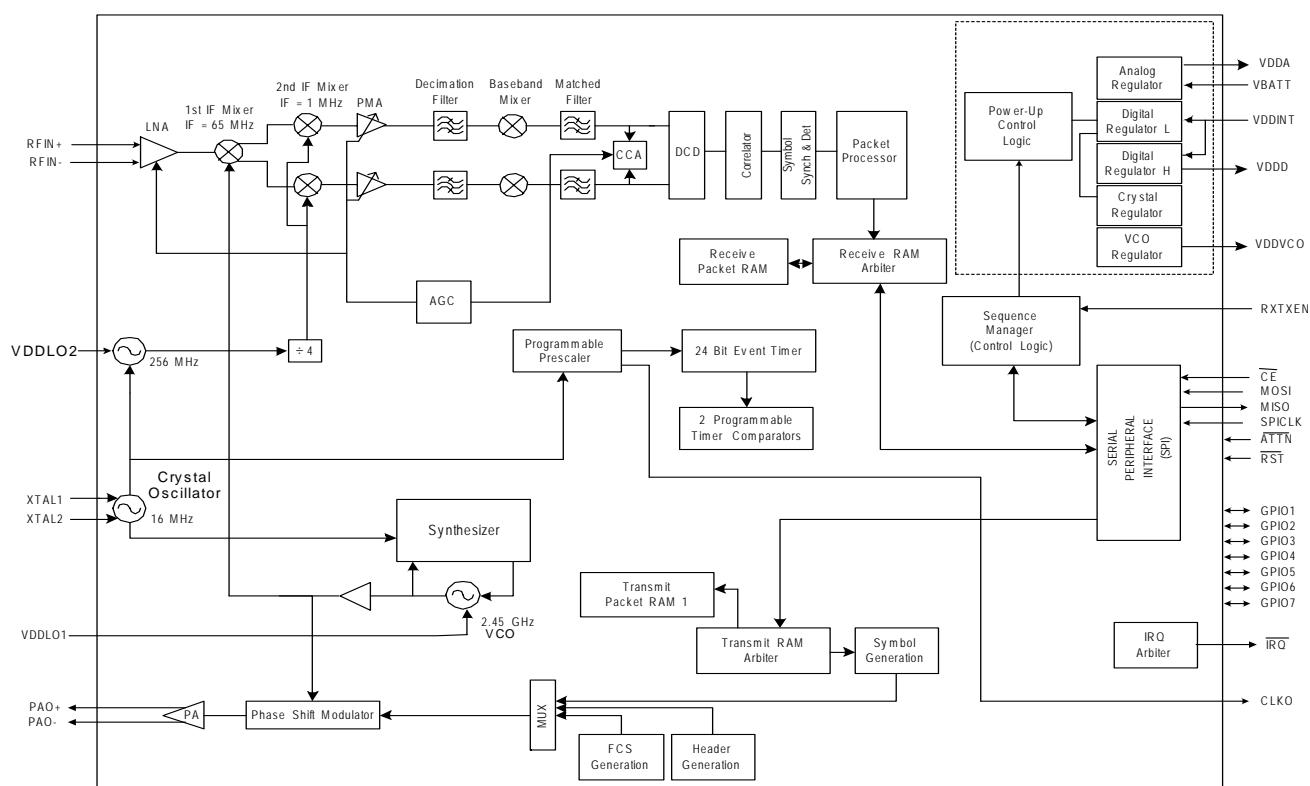 2nd IF Mixer
IF = 1 MHz
PMA
Decimation
Filter
Baseband
Mixer
Matched
Filter
1st IF Mixer
IF = 65 MHz
LNA
RFIN+
RFIN-
CCA
DCD
Correlator
Symbol
Synch & Det
Packet
Processor
Receive
Packet RAM
Receive RAM
Arbiter
AGC
Power-Up
Control
Logic
Analog
Regulator
Digital
Regulator L
Digital
Regulator H
Crystal
Regulator
VCO
Regulator
VDDA
VBATT
VDDINT
VDDD
VDDVCO
RXTXEN
Sequence
Manager
(Control Logic)
VDDLO2
256 MHz
÷ 4
Programmable
Prescaler
24 Bit Event Timer
2 Programmable
Timer Comparators
SERIAL
PERIPHERAL
INTERFACE
(SPI)
CE
MOSI
MISO
SPICLK
ATTN
RST
Crystal
Oscillator
XTAL1
XTAL2
16 MHz
Synthesizer
2.45 GHz
VCO
VDDLO1
GPIO1
GPIO2
GPIO3
GPIO4
GPIO5
GPIO6
GPIO7
Transmit
Packet RAM 1
Transmit RAM
Arbiter
Symbol
Generation
IRQ
Arbiter
IRQ
CLKO
PAO+
PAO-
PA
Phase Shift Modulator
MUX
FCS
Generation
Header
Generation